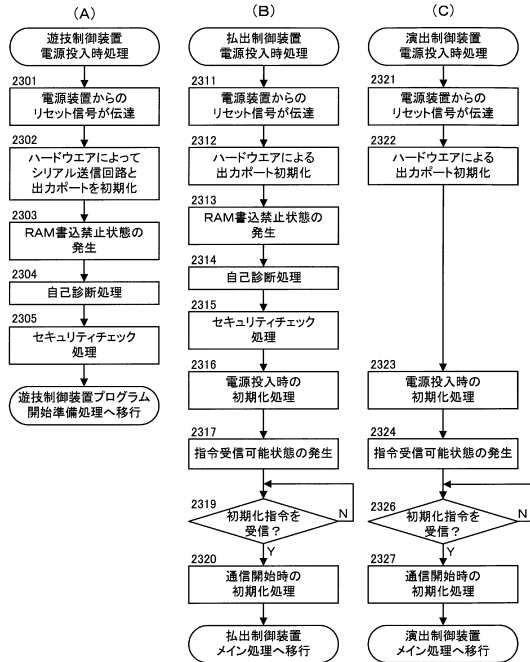 (A)
遊技制御装置
電源投入時処理
2301
電源装置からの
リセット信号が伝達
2302
ハードウエアによって
シリアル送信回路と
出力ポートを初期化
2303
RAM書込禁止状態の
発生
2304
自己診断処理
2305
セキュリティチェック
処理
遊技制御装置プログラム
開始準備処理へ移行
(B)
払出制御装置
電源投入時処理
2311
電源装置からの
リセット信号が伝達
2312
ハードウエアによる
出力ポート初期化
2313
RAM書込禁止状態の
発生
2314
自己診断処理
2315
セキュリティチェック
処理
2316
電源投入時の
初期化処理
2317
指令受信可能状態の発生
2319
初期化指令を
受信?
N
Y
2320
通信開始時の
初期化処理
払出制御装置
メイン処理へ移行
(C)
演出制御装置
電源投入時処理
2321
電源装置からの
リセット信号が伝達
2322
ハードウエアによる
出力ポート初期化
2323
電源投入時の
初期化処理
2324
指令受信可能状態の発生
2326
初期化指令を
受信?
N
Y
2327
通信開始時の
初期化処理
演出制御装置
メイン処理へ移行